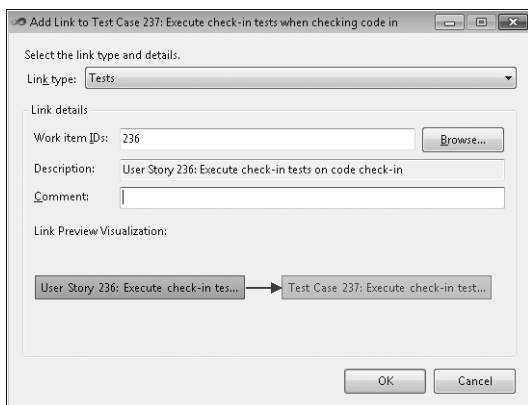 Add Link to Test Case 237: Execute check-in tests when checking code in
Select the link type and details.
Link type: Tests
Link details
Work item IDs: 236 Browse...
Description: User Story 236: Execute check-in tests on code check-in
Comment:
Link Preview Visualization:
User Story 236: Execute check-in tes... Test Case 237: Execute check-in test...
OK Cancel